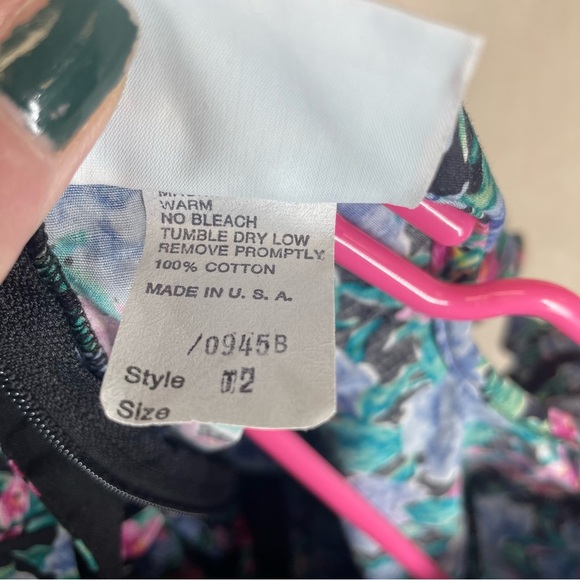 WARM
NO BLEACH
TUMBLE DRY LOW
REMOVE PROMPTLY
100% COTTON
MADE IN U. S. A.
/0945B
Style
Size